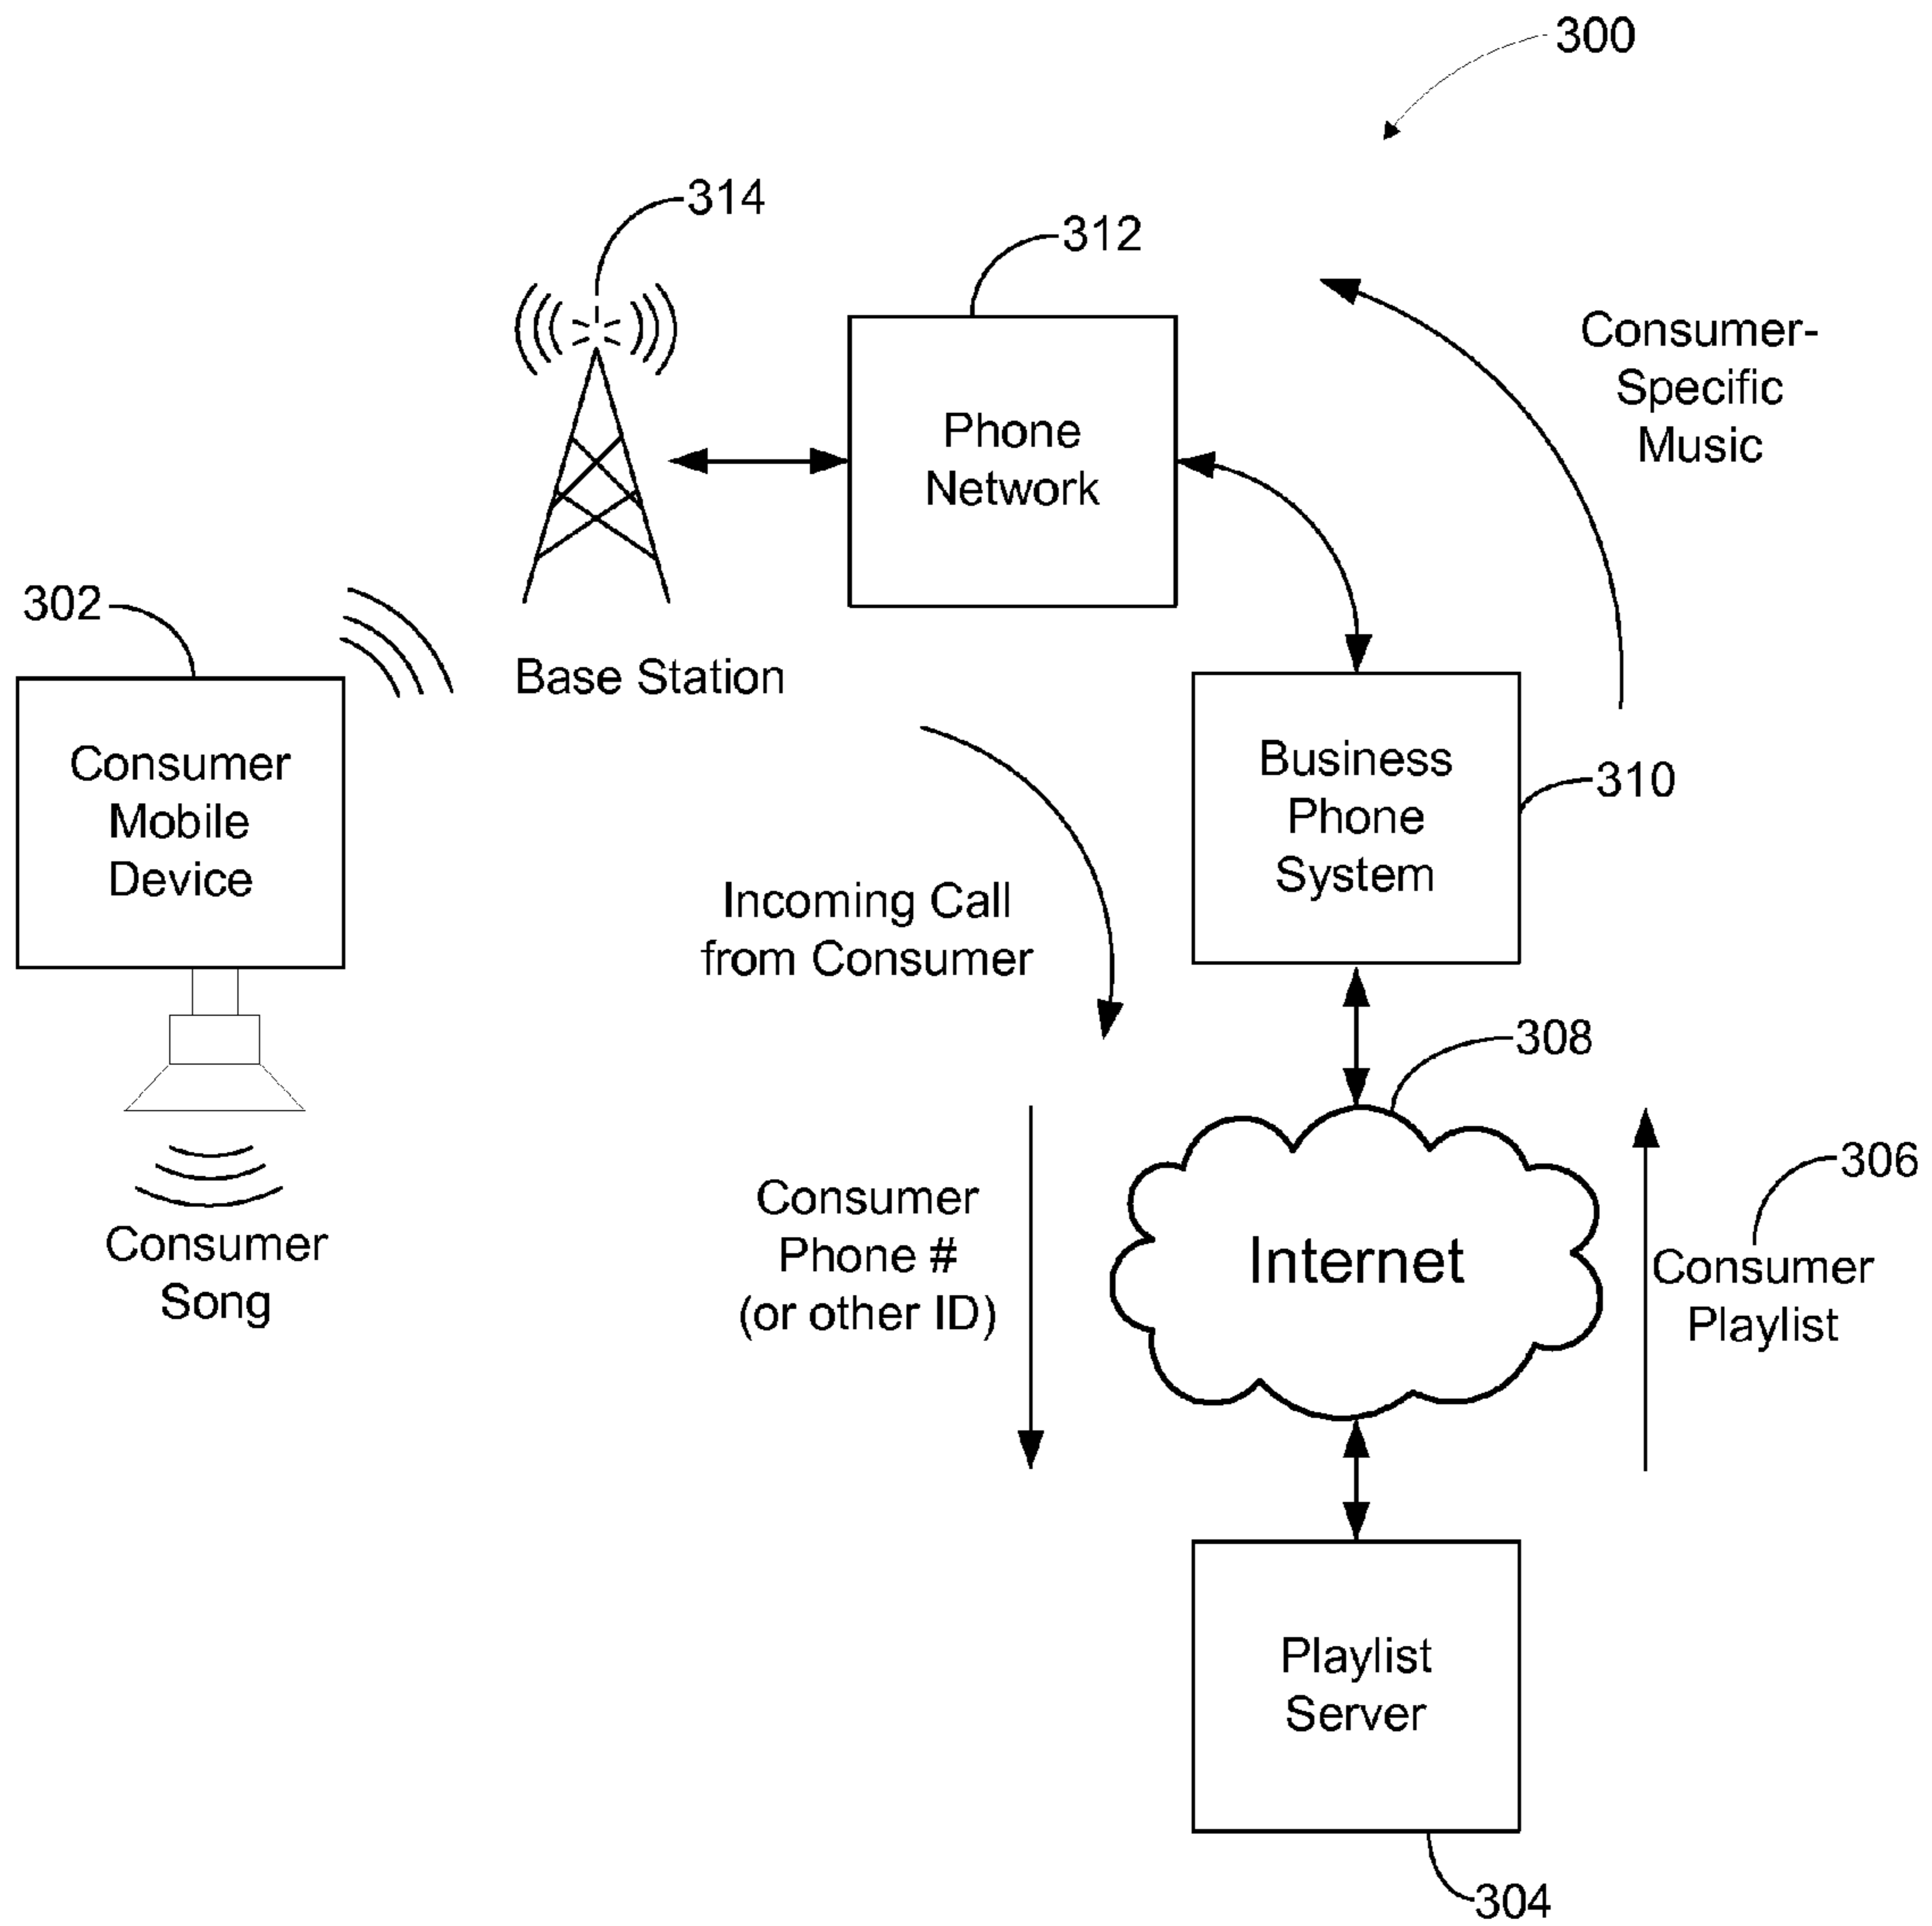 300
314
312
Consumer-
Specific
Music
Phone
Network
302
Base Station
Consumer
Mobile
Device
Business
Phone
System
310
Incoming Call
from Consumer
308
306
Consumer
Phone #
(or other ID)
Internet
Consumer
Playlist
Consumer
Song
Playlist
Server
304